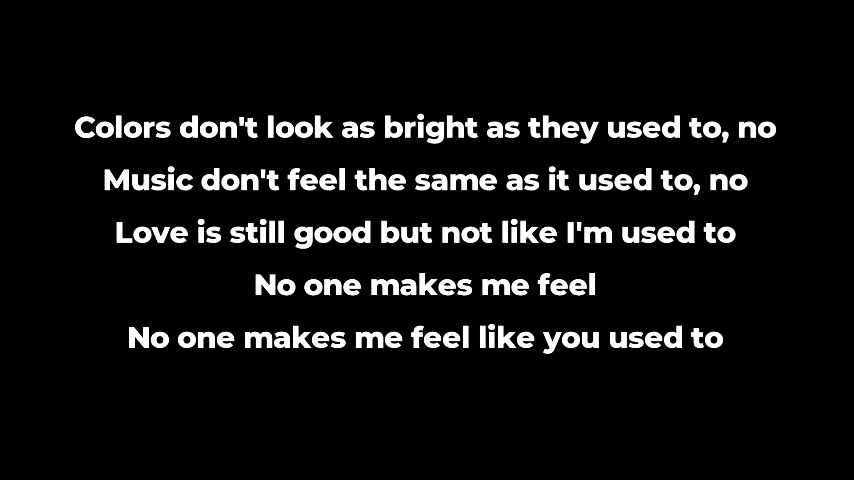 Colors don't look as bright as they used to, no
Music don't feel the same as it used to, no
Love is still good but not like I'm used to
No one makes me feel
No one makes me feel like you used to